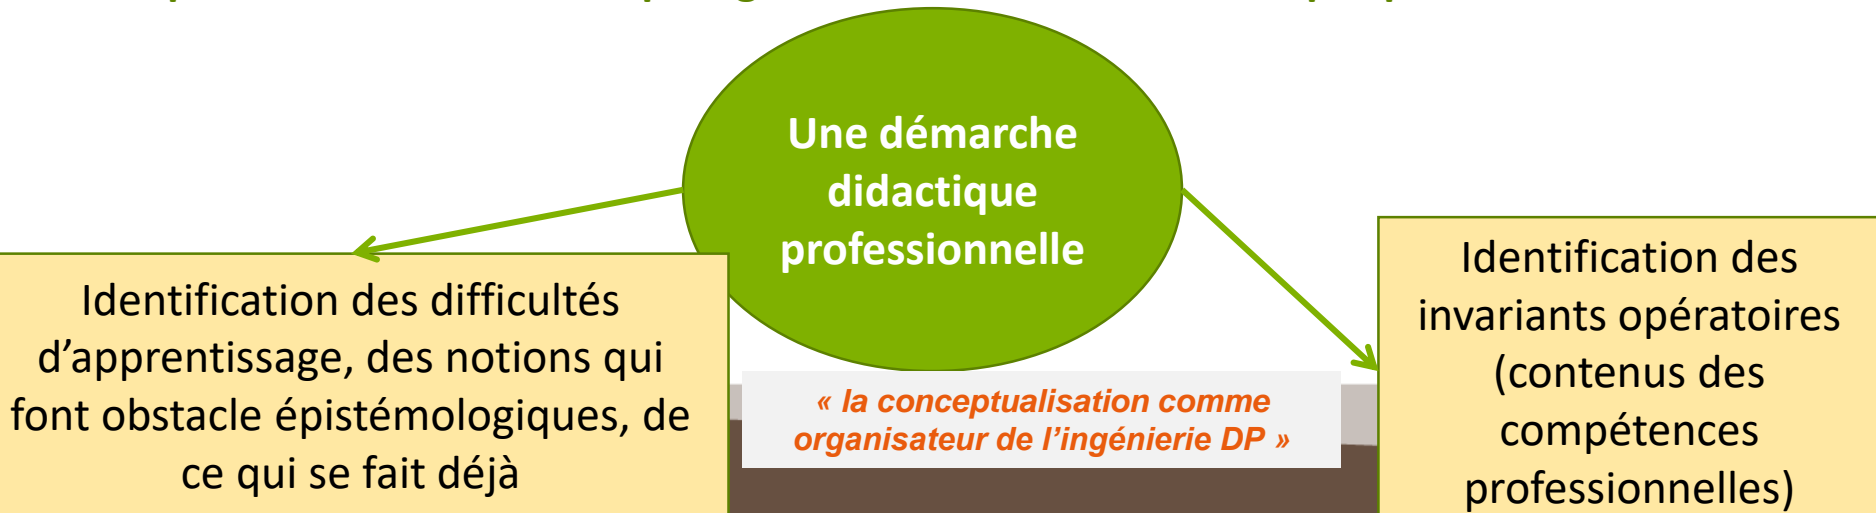 Une démarche
didactique
professionnelle
Identification des difficultés
d’apprentissage, des notions qui
font obstacle épistémologiques, de
ce qui se fait déjà
« la conceptualisation comme
organisateur de l’ingénierie DP »
Identification des
invariants opératoires
(contenus des
compétences
professionnelles)